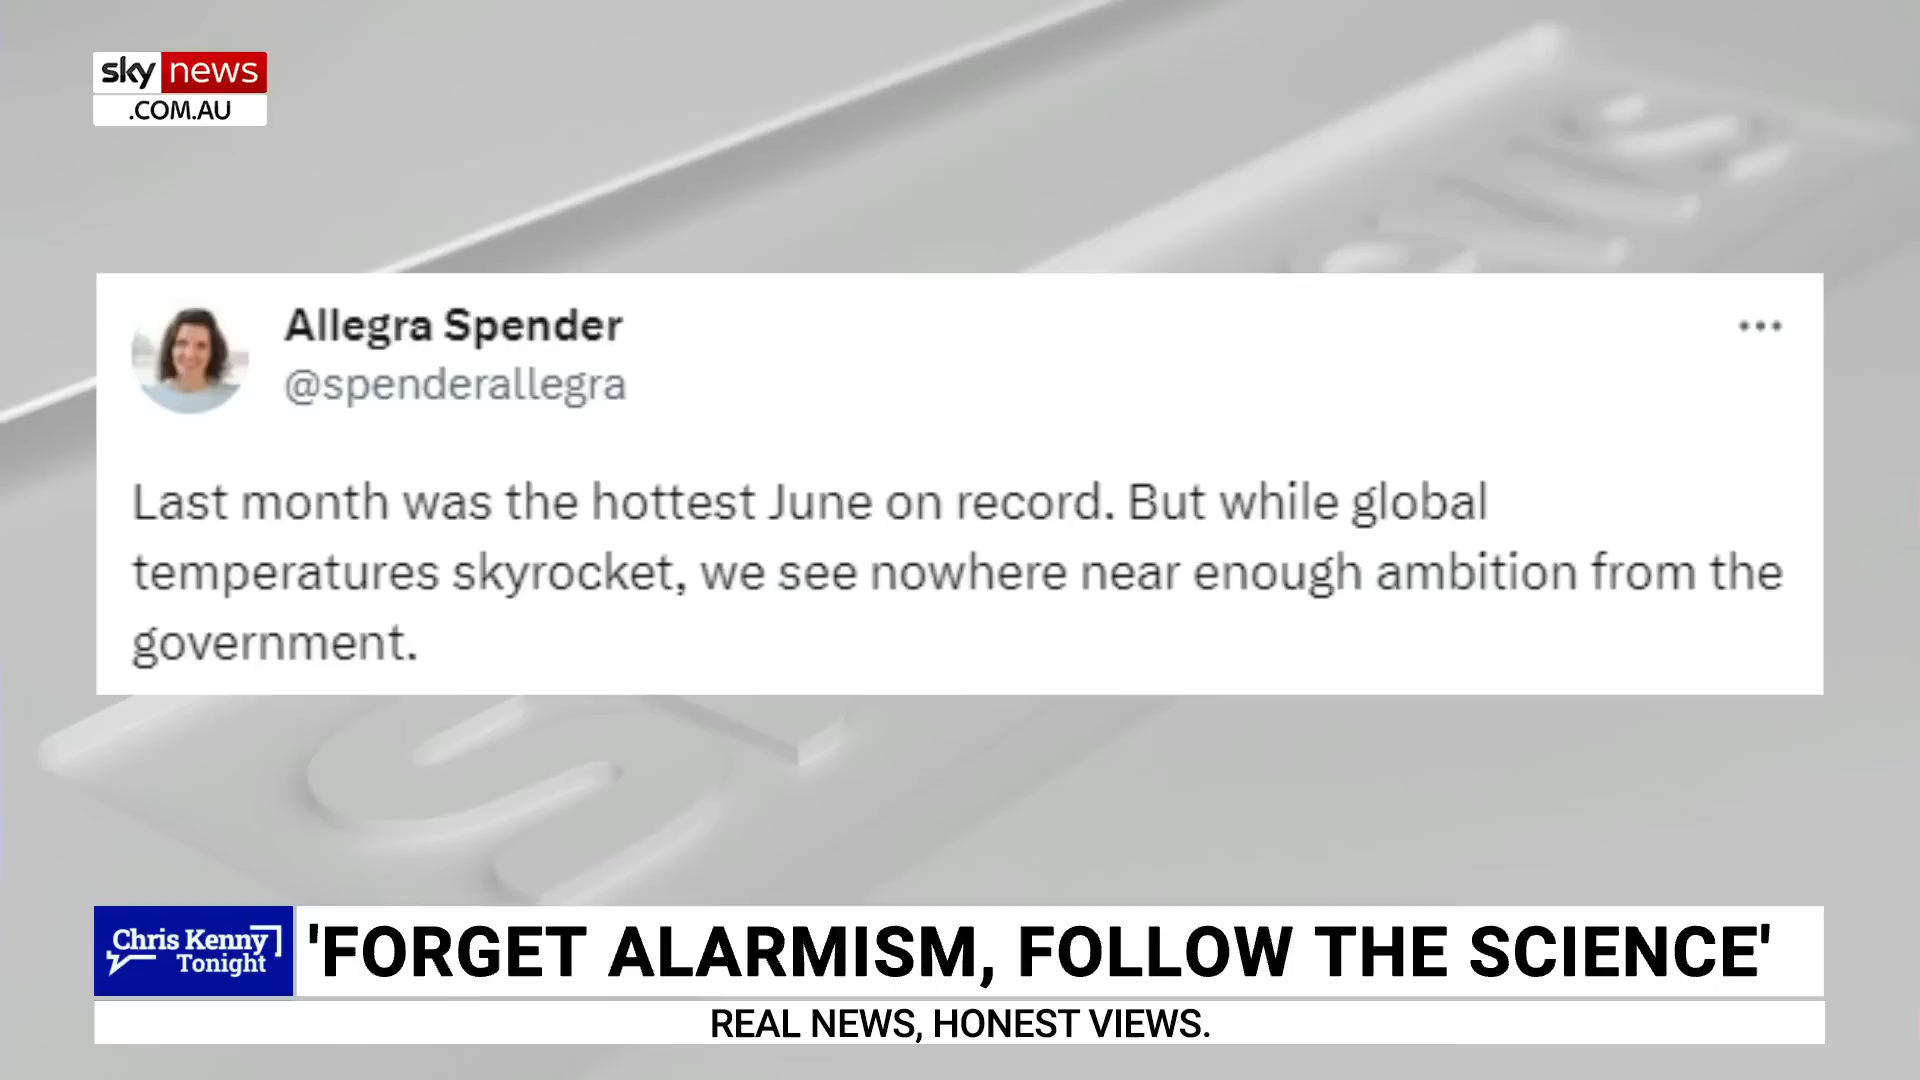 sky news
.COM.AU
Allegra Spender
@spenderallegra
Last month was the hottest June on record. But while global
temperatures skyrocket, we see nowhere near enough ambition from the
government.
Chris Kenny
Tonight
'FORGET ALARMISM, FOLLOW THE SCIENCE'
REAL NEWS, HONEST VIEWS.